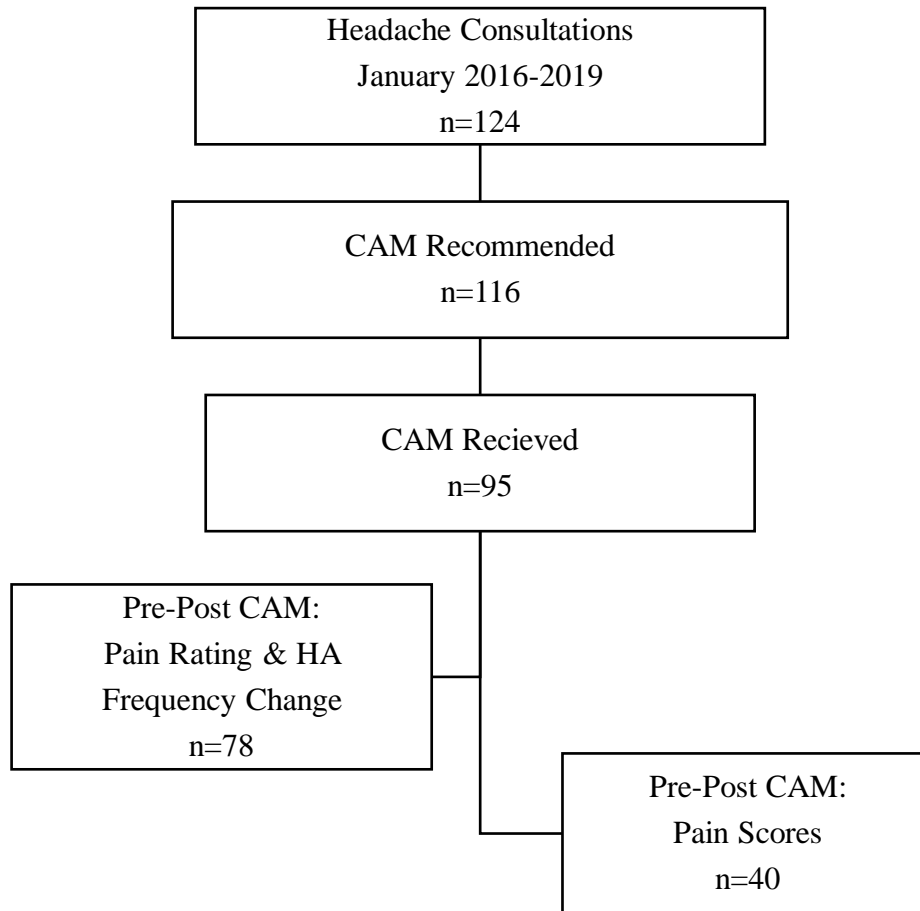 Headache Consultations
January 2016-2019
n=124
CAM Recommended
n=116
CAM Recieved
n=95
Pre-Post CAM:
Pain Rating & HA
Frequency Change
n=78
Pre-Post CAM:
Pain Scores
n=40